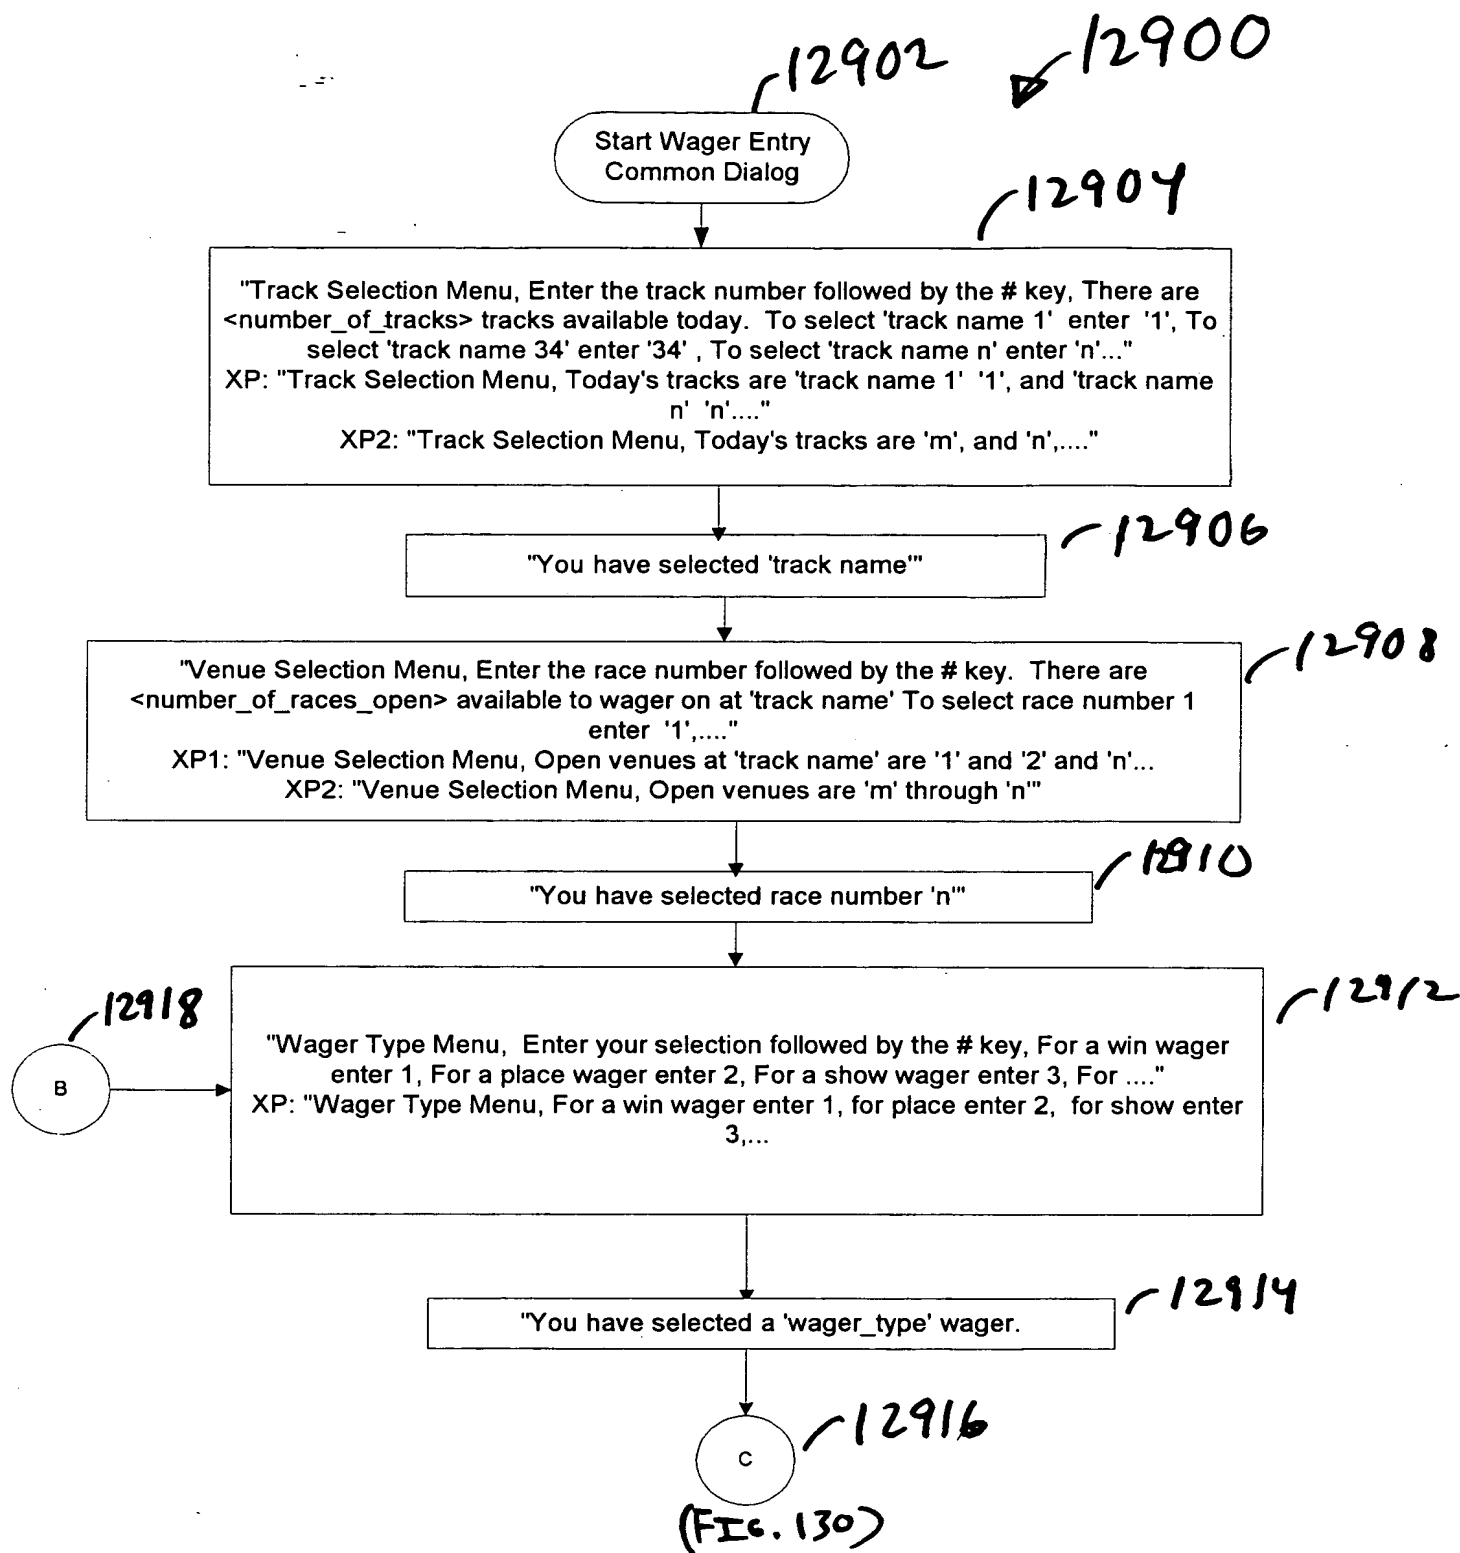 12902
12900
Start Wager Entry
Common Dialog
12904
"Track Selection Menu, Enter the track number followed by the # key, There are
<number_of_tracks> tracks available today. To select 'track name 1' enter '1', To
select 'track name 34' enter '34' , To select 'track name n' enter 'n'..."
XP: "Track Selection Menu, Today's tracks are 'track name 1' '1', and 'track name
n' 'n'...."
XP2: "Track Selection Menu, Today's tracks are 'm', and 'n',...."
12906
"You have selected 'track name'"
12908
"Venue Selection Menu, Enter the race number followed by the # key. There are
<number_of_races_open> available to wager on at 'track name' To select race number 1
enter '1',...."
XP1: "Venue Selection Menu, Open venues at 'track name' are '1' and '2' and 'n'...
XP2: "Venue Selection Menu, Open venues are 'm' through 'n'"
12910
"You have selected race number 'n'"
12918
12912
B
"Wager Type Menu, Enter your selection followed by the # key, For a win wager
enter 1, For a place wager enter 2, For a show wager enter 3, For ...."
XP: "Wager Type Menu, For a win wager enter 1, for place enter 2, for show enter
3,...
12914
"You have selected a 'wager_type' wager.
12916
C
(FIG. 130)